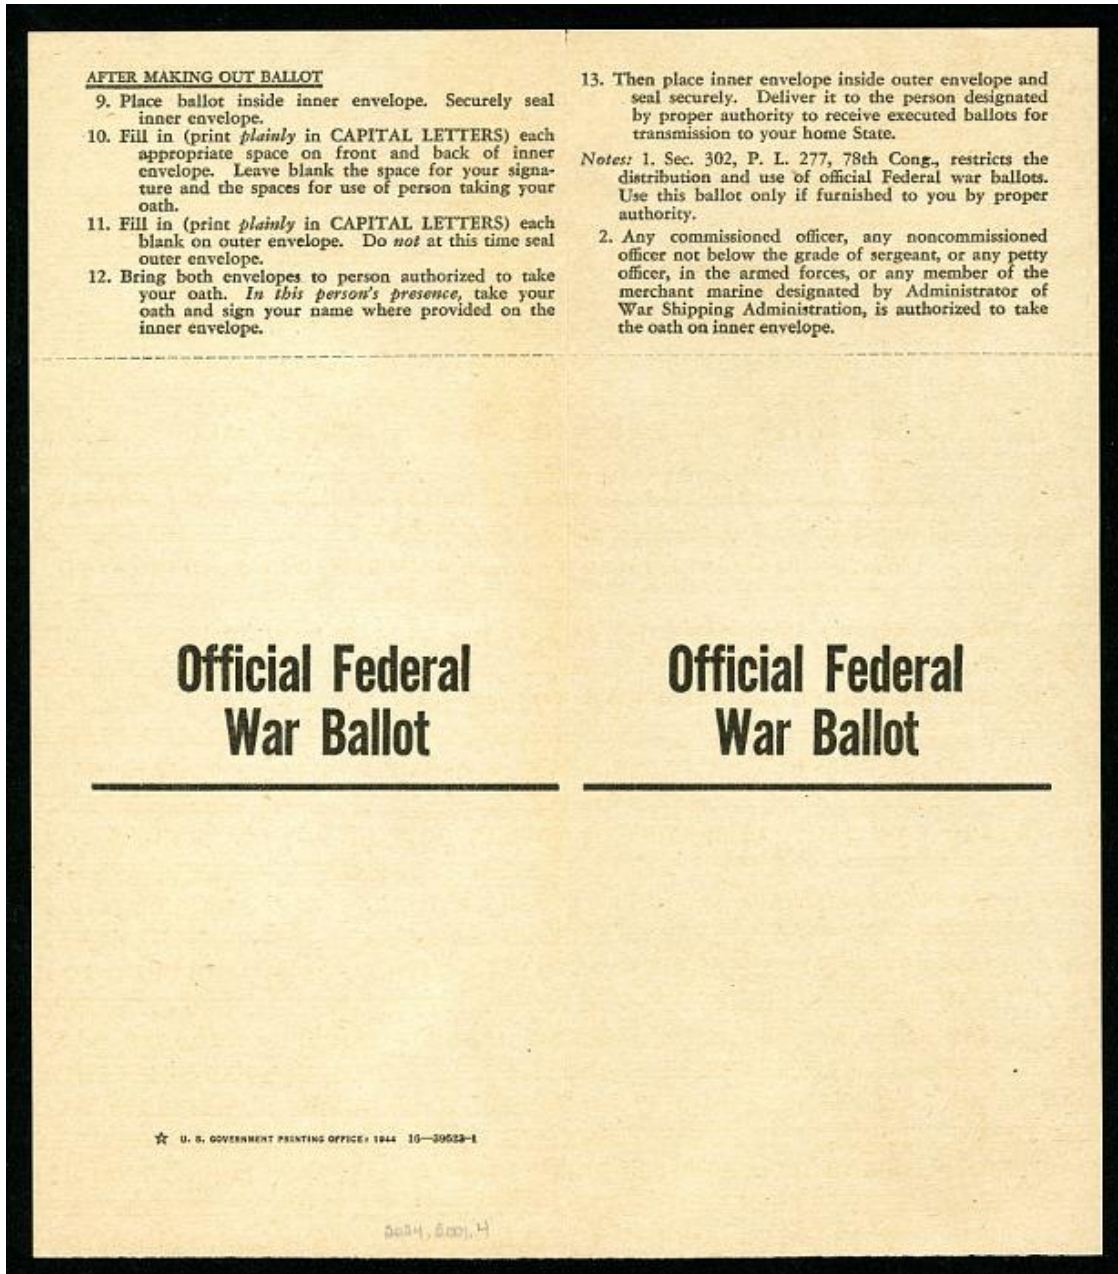 AFTER MAKING OUT BALLOT
9. Place ballot inside inner envelope. Securely seal
inner envelope.
10. Fill in (print plainly in CAPITAL LETTERS) each
appropriate space on front and back of inner
envelope. Leave blank the space for your signa-
ture and the spaces for use of person taking your
oath.
11. Fill in (print plainly in CAPITAL LETTERS) each
blank on outer envelope. Do not at this time seal
outer envelope.
12. Bring both envelopes to person authorized to take
your oath. In this person's presence, take your
oath and sign your name where provided on the
inner envelope.
13. Then place inner envelope inside outer envelope and
seal securely. Deliver it to the person designated
by proper authority to receive executed ballots for
transmission to your home State.
Notes: 1. Sec. 302, P. L. 277, 78th Cong., restricts the
distribution and use of official Federal war ballots.
Use this ballot only if furnished to you by proper
authority.
2. Any commissioned officer, any noncommissioned
officer not below the grade of sergeant, or any petty
officer, in the armed forces, or any member of the
merchant marine designated by Administrator of
War Shipping Administration, is authorized to take
the oath on inner envelope.
Official Federal
War Ballot
Official Federal
War Ballot
☆ U. S. GOVERNMENT PRINTING OFFICE: 1944 16—39523-1
2024.5001.4